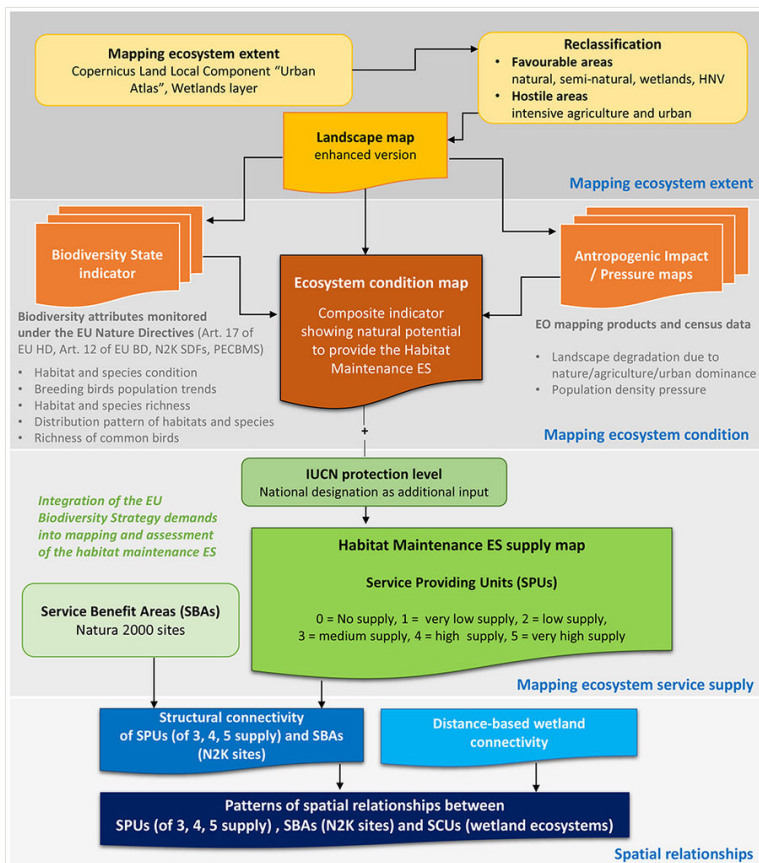 Mapping ecosystem extent
Copernicus Land Local Component “Urban
Atlas”, Wetlands layer
Reclassification
• Favourable areas
natural, semi-natural, wetlands, HNV
• Hostile areas
intensive agriculture and urban
Landscape map
enhanced version
Mapping ecosystem extent
Biodiversity State
indicator
Ecosystem condition map
Composite indicator
showing natural potential
to provide the Habitat
Maintenance ES
Antropogenic Impact
/ Pressure maps
Biodiversity attributes monitored
under the EU Nature Directives (Art. 17 of
EU HD, Art. 12 of EU BD, N2K SDFs, PECBMS)
• Habitat and species condition
• Breeding birds population trends
• Habitat and species richness
• Distribution pattern of habitats and species
• Richness of common birds
EO mapping products and census data
• Landscape degradation due to
nature/agriculture/urban dominance
• Population density pressure
Mapping ecosystem condition
+
IUCN protection level
National designation as additional input
Integration of the EU
Biodiversity Strategy demands
into mapping and assessment
of the habitat maintenance ES
Habitat Maintenance ES supply map
Service Providing Units (SPUs)
0 = No supply, 1 = very low supply, 2 = low supply,
3 = medium supply, 4 = high supply, 5 = very high supply
Service Benefit Areas (SBAs)
Natura 2000 sites
Mapping ecosystem service supply
Structural connectivity
of SPUs (of 3, 4, 5 supply) and SBAs
(N2K sites)
Distance-based wetland
connectivity
Patterns of spatial relationships between
SPUs (of 3, 4, 5 supply) , SBAs (N2K sites) and SCUs (wetland ecosystems)
Spatial relationships